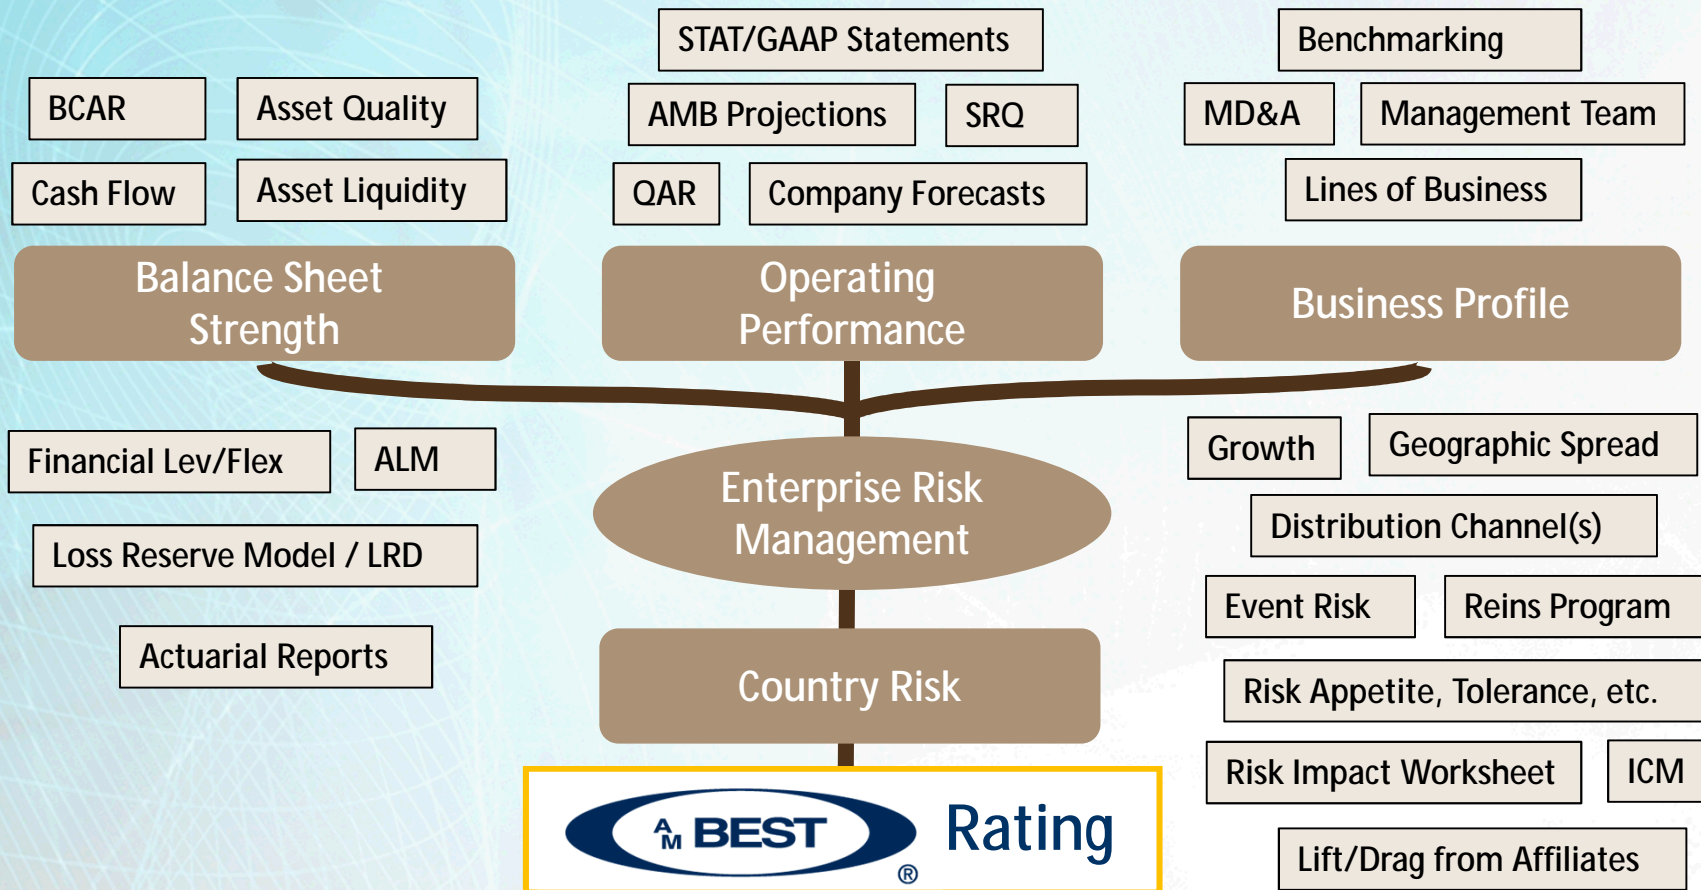 STAT/GAAP Statements
Benchmarking
BCAR
Asset Quality
AMB Projections
SRQ
MD&A
Management Team
Cash Flow
Asset Liquidity
QAR
Company Forecasts
Lines of Business
Balance Sheet
Strength
Operating
Performance
Business Profile
Financial Lev/Flex
ALM
Growth
Geographic Spread
Enterprise Risk
Management
Loss Reserve Model / LRD
Distribution Channel(s)
Event Risk
Reins Program
Actuarial Reports
Country Risk
Risk Appetite, Tolerance, etc.
Risk Impact Worksheet
ICM
AM BEST ® Rating
Lift/Drag from Affiliates